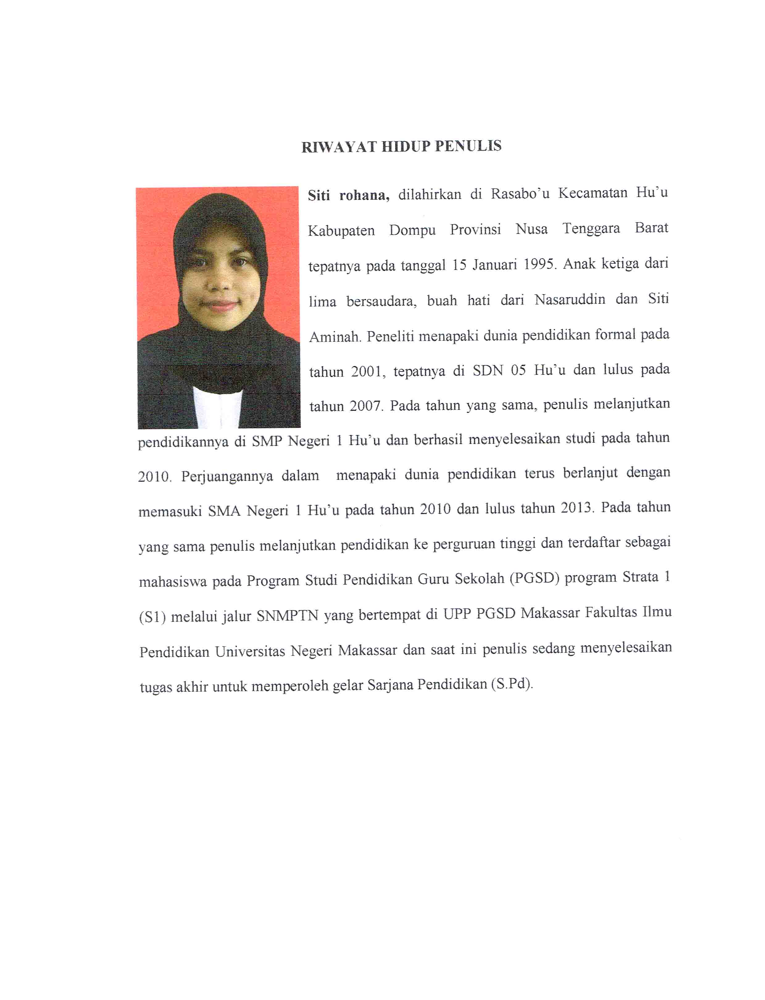 RIWAYAT HIDUP PENULIS
Siti rohana, dilahirkan di Rasabo'u Kecamatan Hu'u
Kabupaten Dompu Provinsi Nusa Tenggara Barat
tepatnya pada tanggal 15 Januari 1995. Anak ketiga dari
lima bersaudara, buah hati dari Nasaruddin dan Siti
Aminah. Peneliti menapaki dunia pendidikan formal pada
tahun 2001, tepatnya di SDN 05 Hu'u dan lulus pada
tahun 2007. Pada tahun yang sama, penulis melanjutkan
pendidikannya di SMP Negeri 1 Hu'u dan berhasil menyelesaikan studi pada tahun
2010. Perjuangannya dalam menapaki dunia pendidikan terus berlanjut dengan
memasuki SMA Negeri 1 Hu'u pada tahun 2010 dan lulus tahun 2013. Pada tahun
yang sama penulis melanjutkan pendidikan ke perguruan tinggi dan terdaftar sebagai
mahasiswa pada Program Studi Pendidikan Guru Sekolah (PGSD) program Strata 1
(S1) melalui jalur SNMPTN yang bertempat di UPP PGSD Makassar Fakultas Ilmu
Pendidikan Universitas Negeri Makassar dan saat ini penulis sedang menyelesaikan
tugas akhir untuk memperoleh gelar Sarjana Pendidikan (S.Pd).